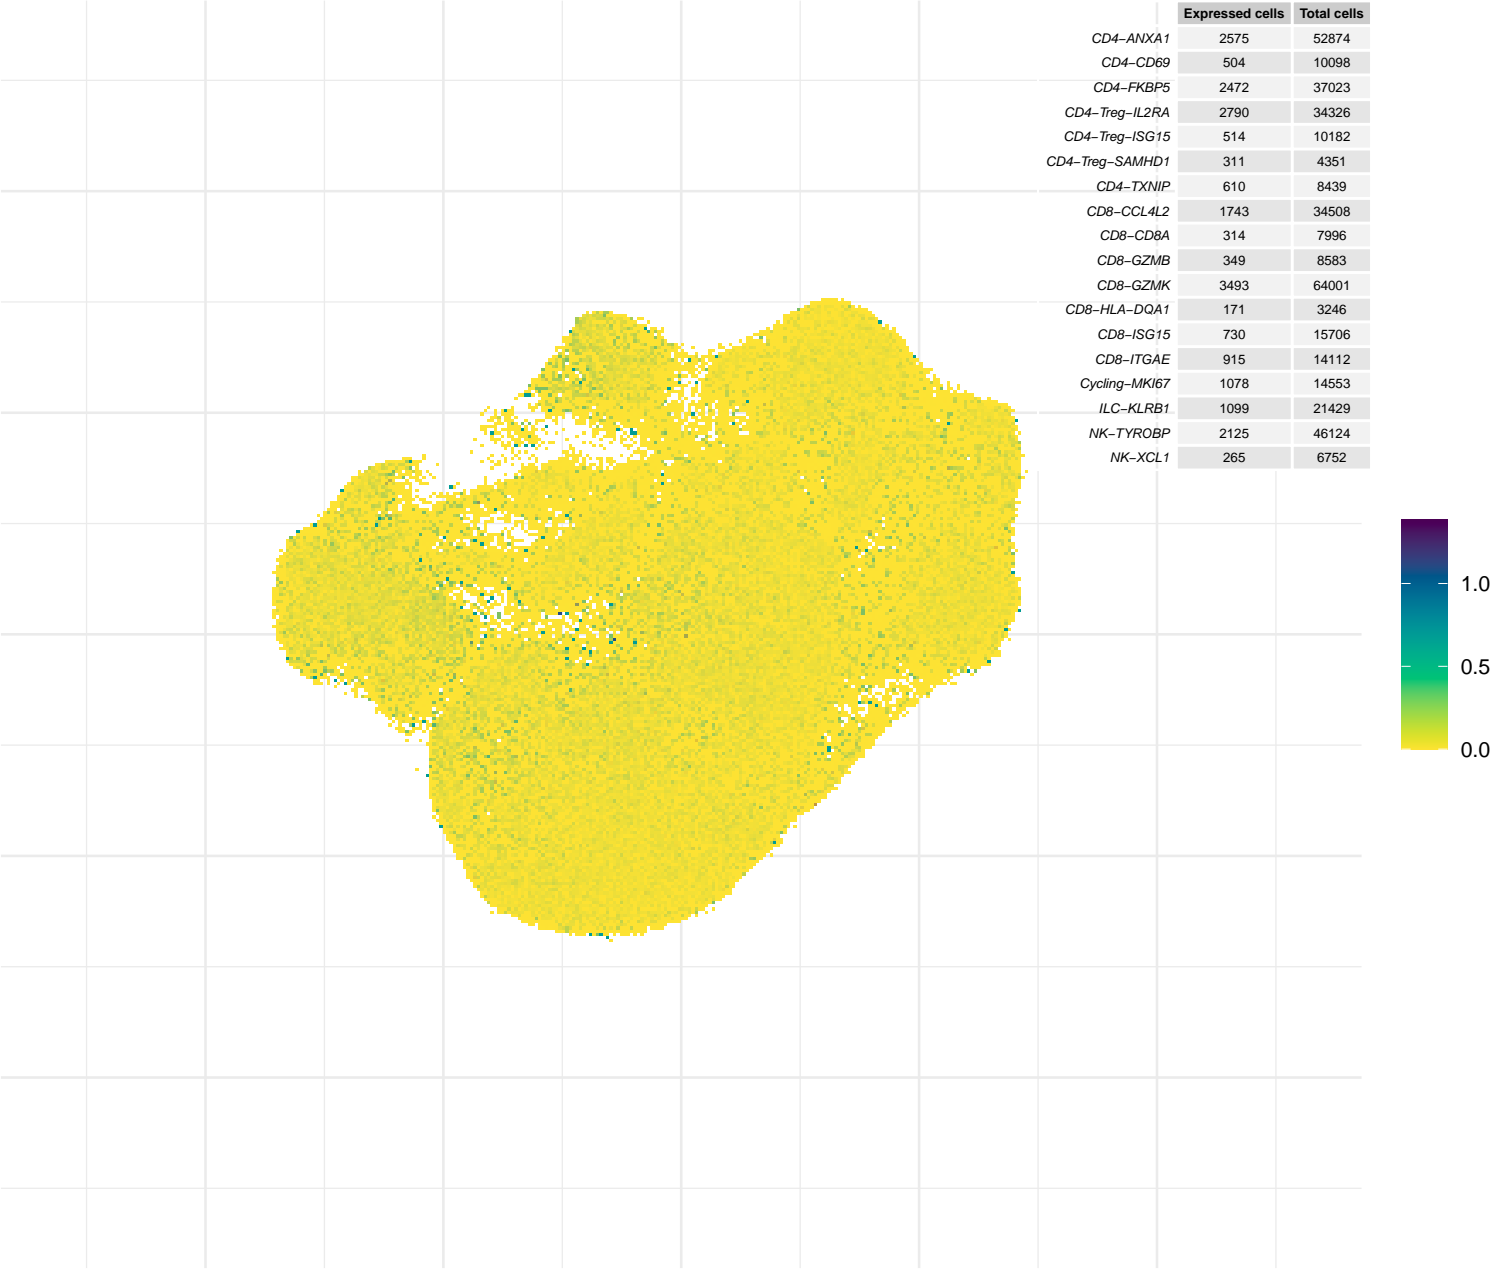 Expressed cells Total cells
CD4−ANXA1 2575 52874
CD4−CD69 504 10098
CD4−FKBP5 2472 37023
CD4−Treg−IL2RA 2790 34326
CD4−Treg−ISG15 514 10182
CD4−Treg−SAMHD1 311 4351
CD4−TXNIP 610 8439
CD8−CCL4L2 1743 34508
CD8−CD8A 314 7996
CD8−GZMB 349 8583
CD8−GZMK 3493 64001
CD8−HLA−DQA1 171 3246
CD8−ISG15 730 15706
CD8−ITGAE 915 14112
Cycling−MKI67 1078 14553
ILC−KLRB1 1099 21429
NK−TYROBP 2125 46124
NK−XCL1 265 6752
1.0
0.5
0.0